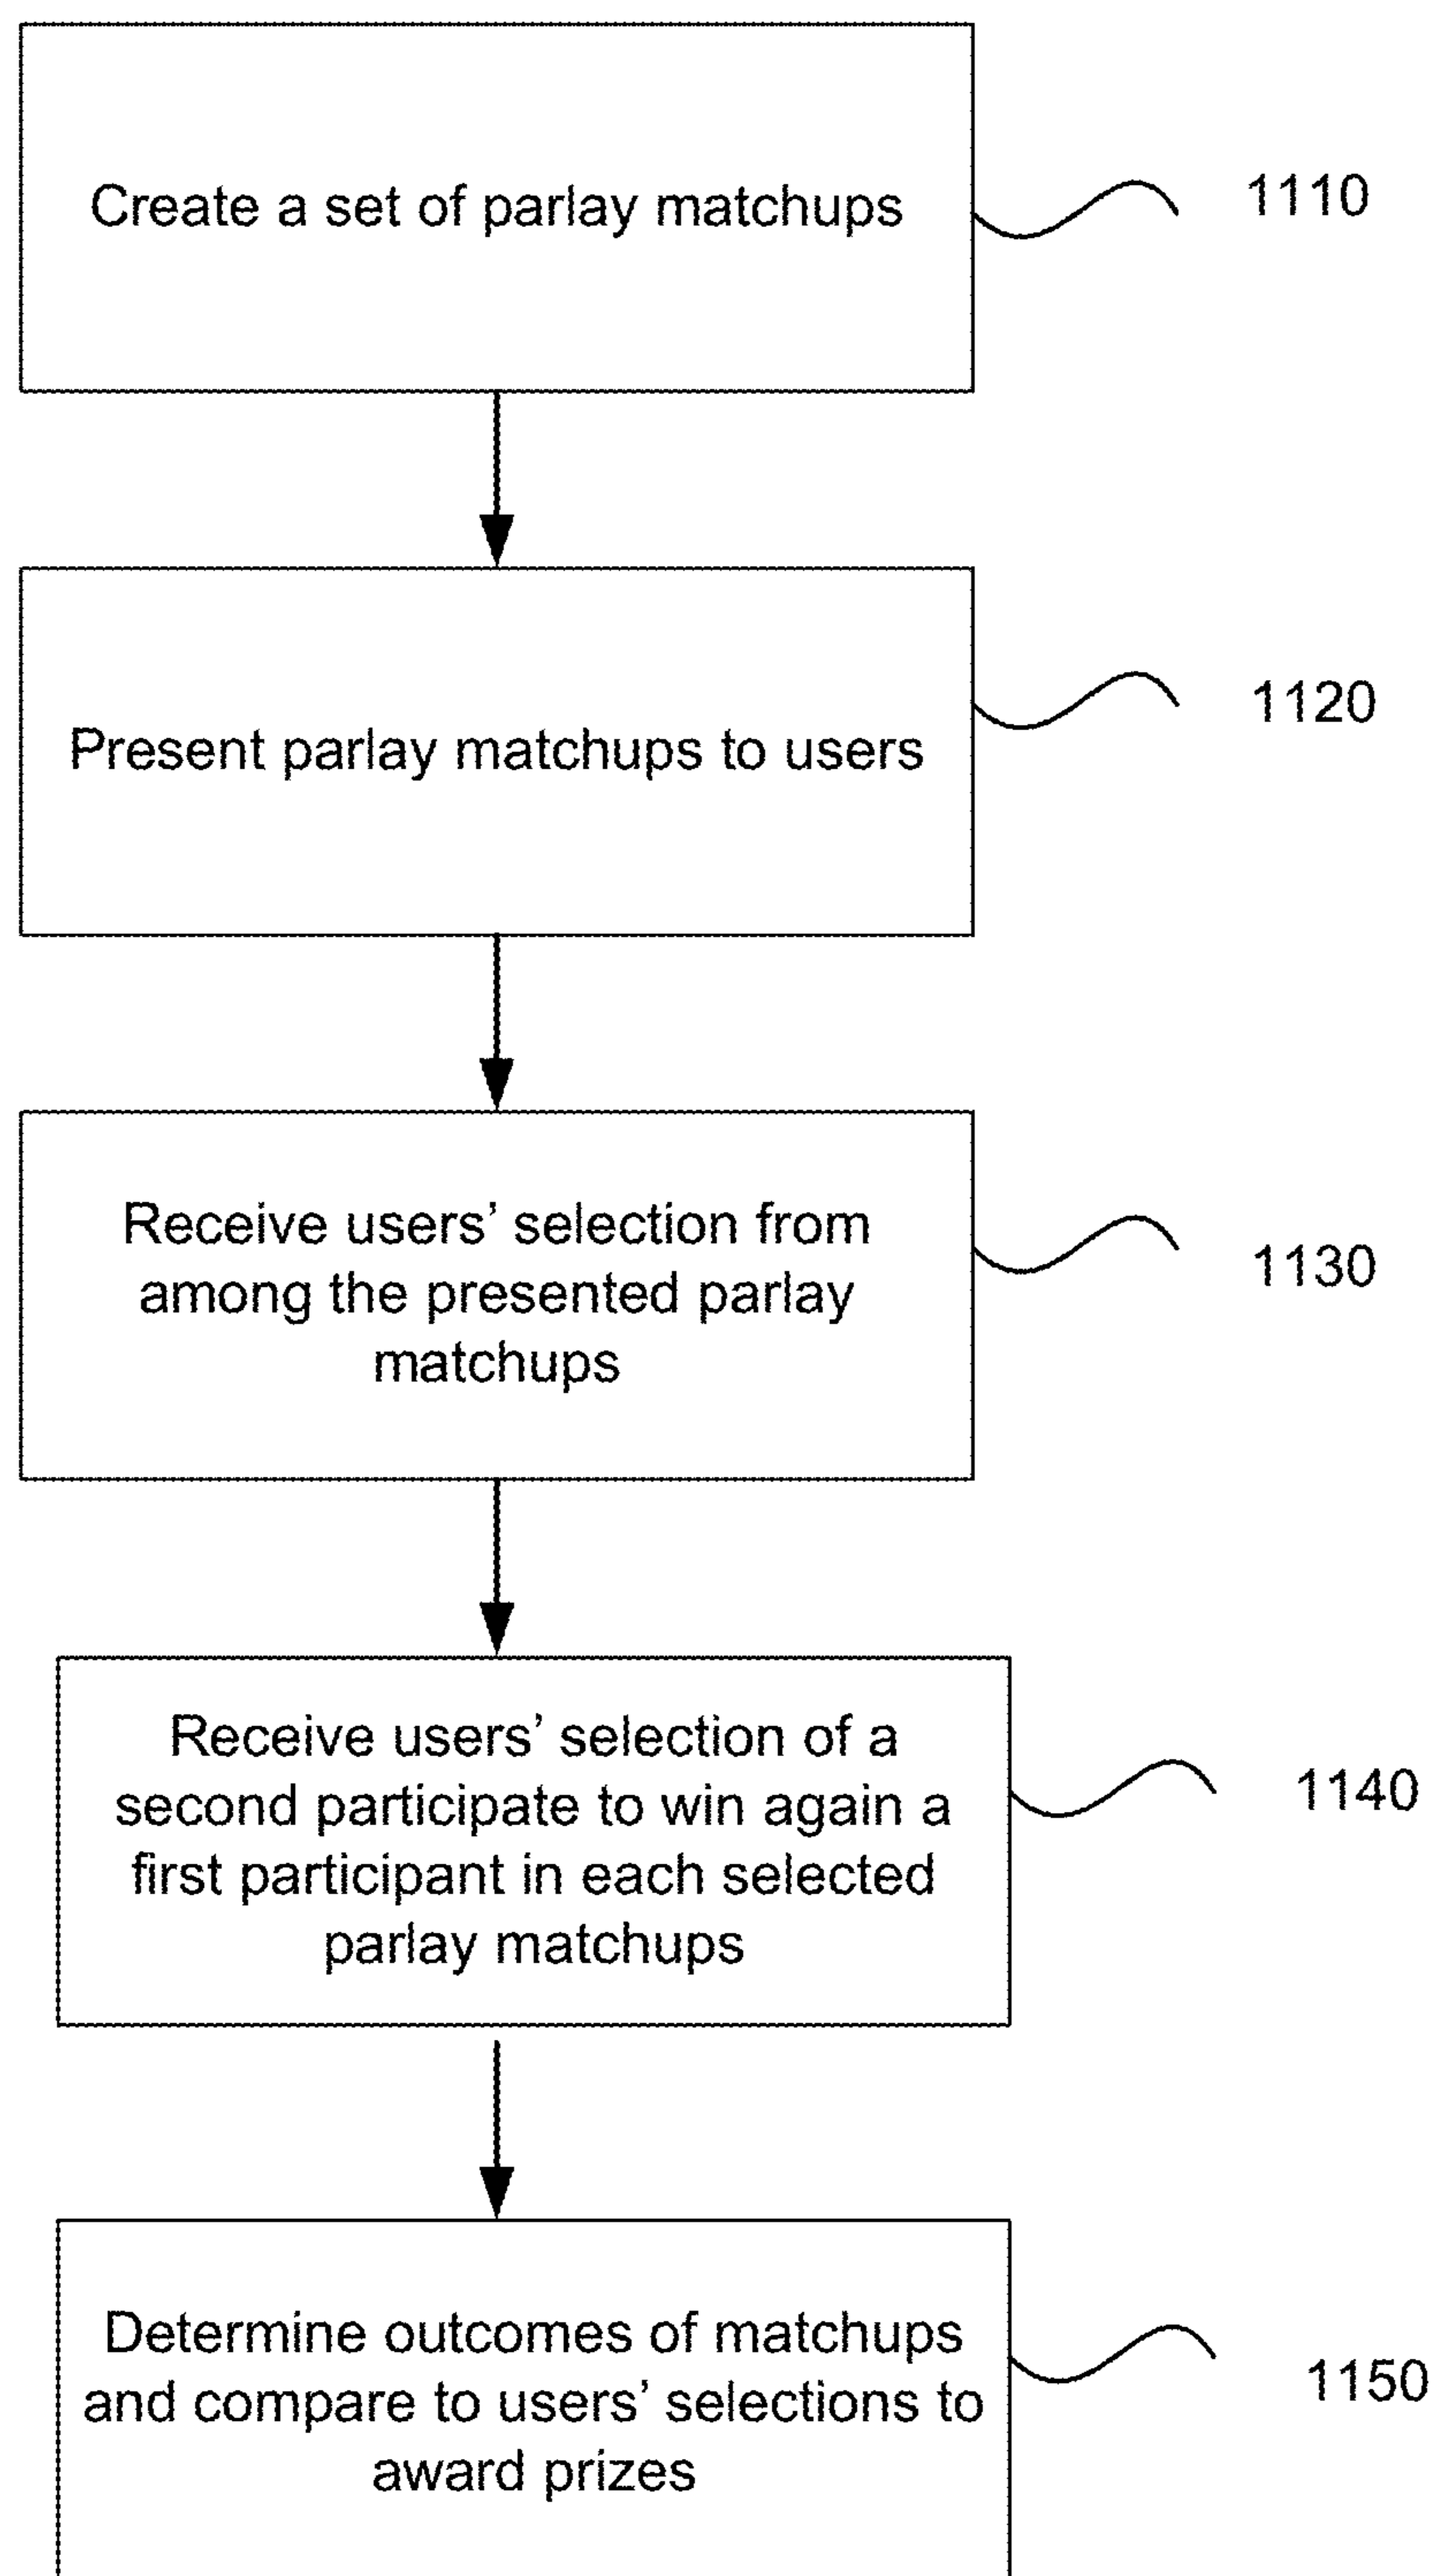 Create a set of parlay matchups
1110
Present parlay matchups to users
1120
Receive users’ selection from
among the presented parlay
matchups
1130
Receive users’ selection of a
second participate to win again a
first participant in each selected
parlay matchups
1140
Determine outcomes of matchups
and compare to users’ selections to
award prizes
1150